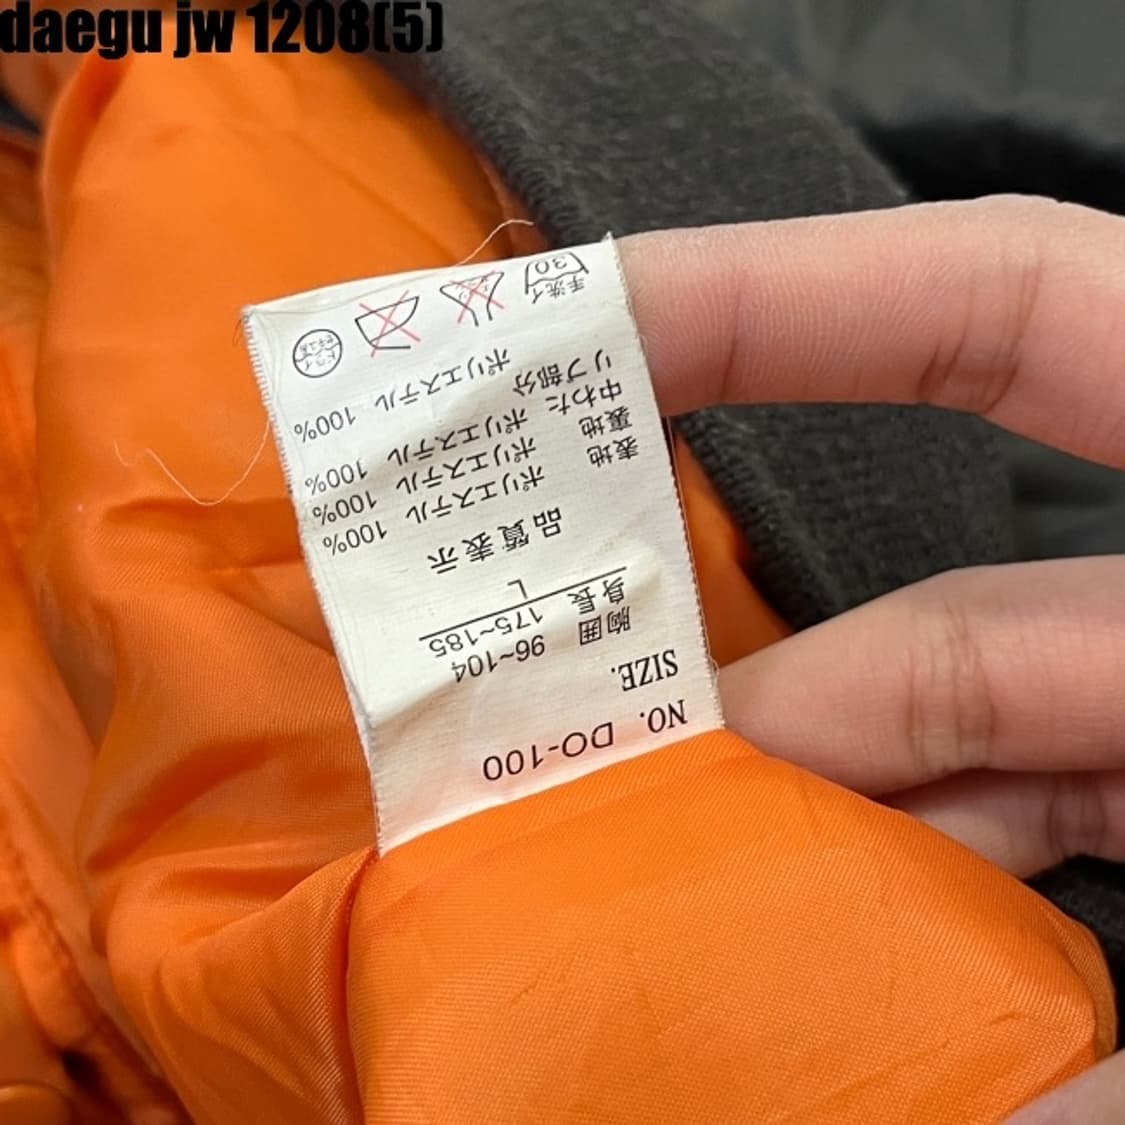 daegu jw 1208(5)
NO. DO-100
SIZE.
胸囲 96~104
身長 175~185
L
品質表示
表地 ポリエステル 100%
裏地 ポリエステル 100%
中わた ポリエステル 100%
リブ部分
ポリエステル 100%
手洗イ 30
ドライ